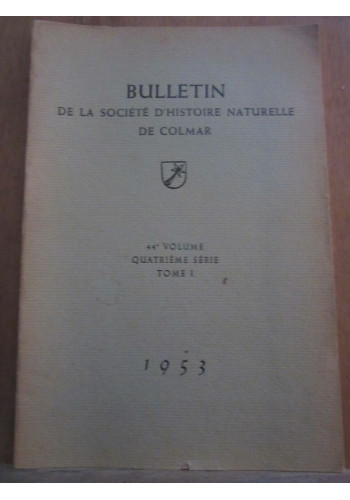 BULLETIN
DE LA SOCIÉTÉ D'HISTOIRE NATURELLE
DE COLMAR
44e VOLUME
QUATRIÈME SÉRIE
TOME I
1953